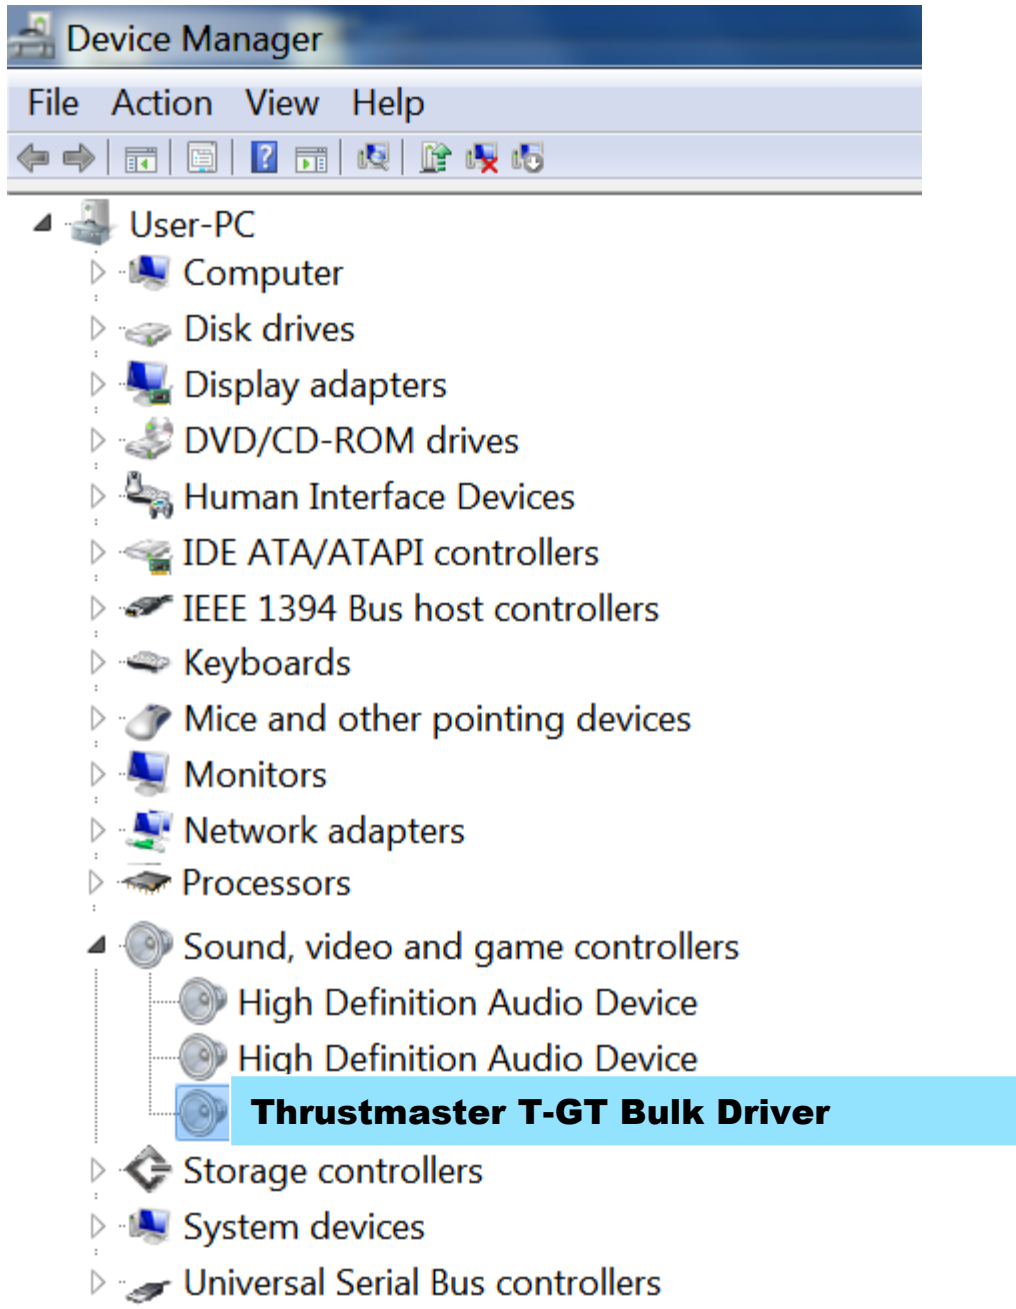 Device Manager
File Action View Help
User-PC
Computer
Disk drives
Display adapters
DVD/CD-ROM drives
Human Interface Devices
IDE ATA/ATAPI controllers
IEEE 1394 Bus host controllers
Keyboards
Mice and other pointing devices
Monitors
Network adapters
Processors
Sound, video and game controllers
High Definition Audio Device
High Definition Audio Device
Thrustmaster T-GT Bulk Driver
Storage controllers
System devices
Universal Serial Bus controllers